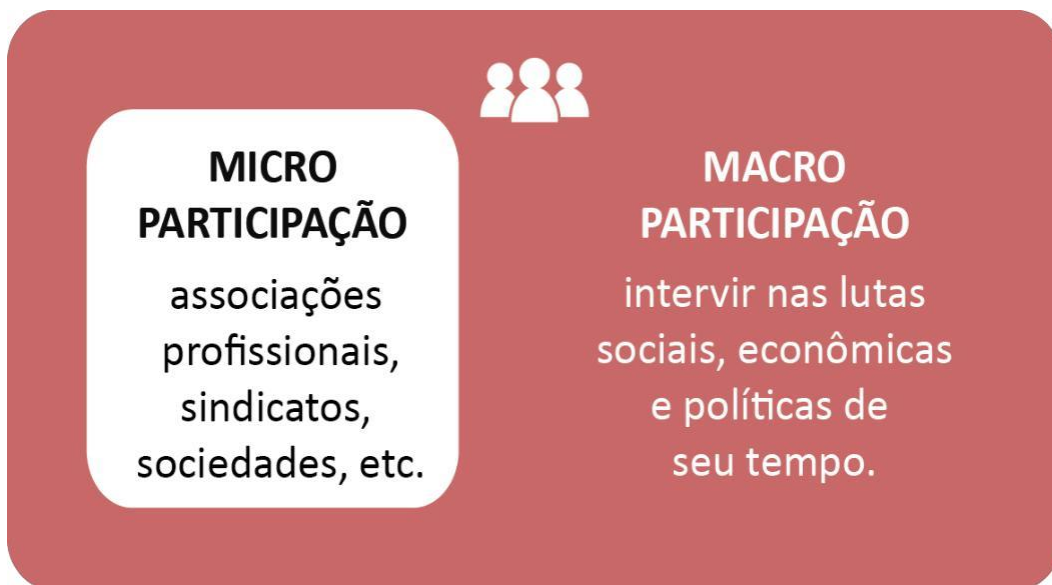 MICRO
PARTICIPAÇÃO
associações
profissionais,
sindicatos,
sociedades, etc.
MACRO
PARTICIPAÇÃO
intervir nas lutas
sociais, econômicas
e políticas de
seu tempo.